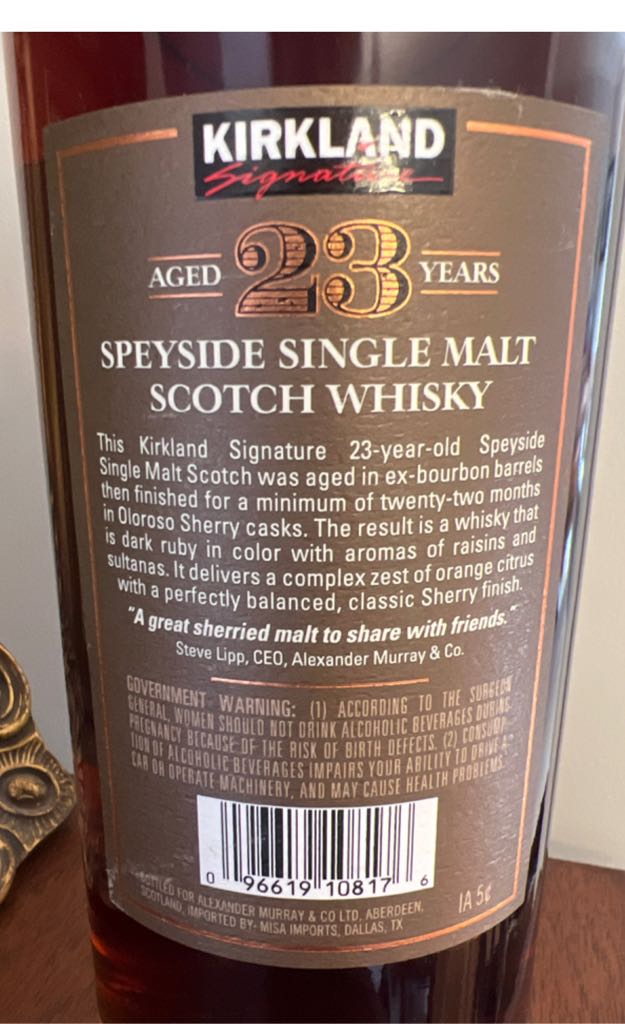 KIRKLAND
Signature
AGED 23 YEARS
SPEYSIDE SINGLE MALT
SCOTCH WHISKY
This Kirkland Signature 23-year-old Speyside
Single Malt Scotch was aged in ex-bourbon barrels
then finished for a minimum of twenty-two months
in Oloroso Sherry casks. The result is a whisky that
is dark ruby in color with aromas of raisins and
sultanas. It delivers a complex zest of orange citrus
with a perfectly balanced, classic Sherry finish.
"A great sherried malt to share with friends."
Steve Lipp, CEO, Alexander Murray & Co.
GOVERNMENT WARNING: (1) ACCORDING TO THE SURGEON
GENERAL, WOMEN SHOULD NOT DRINK ALCOHOLIC BEVERAGES DURING
PREGNANCY BECAUSE OF THE RISK OF BIRTH DEFECTS. (2) CONSUMP-
TION OF ALCOHOLIC BEVERAGES IMPAIRS YOUR ABILITY TO DRIVE A
CAR OR OPERATE MACHINERY, AND MAY CAUSE HEALTH PROBLEMS.
0 96619 10817 6
BOTTLED FOR ALEXANDER MURRAY & CO LTD, ABERDEEN,
SCOTLAND, IMPORTED BY- MISA IMPORTS, DALLAS, TX
IA 5¢